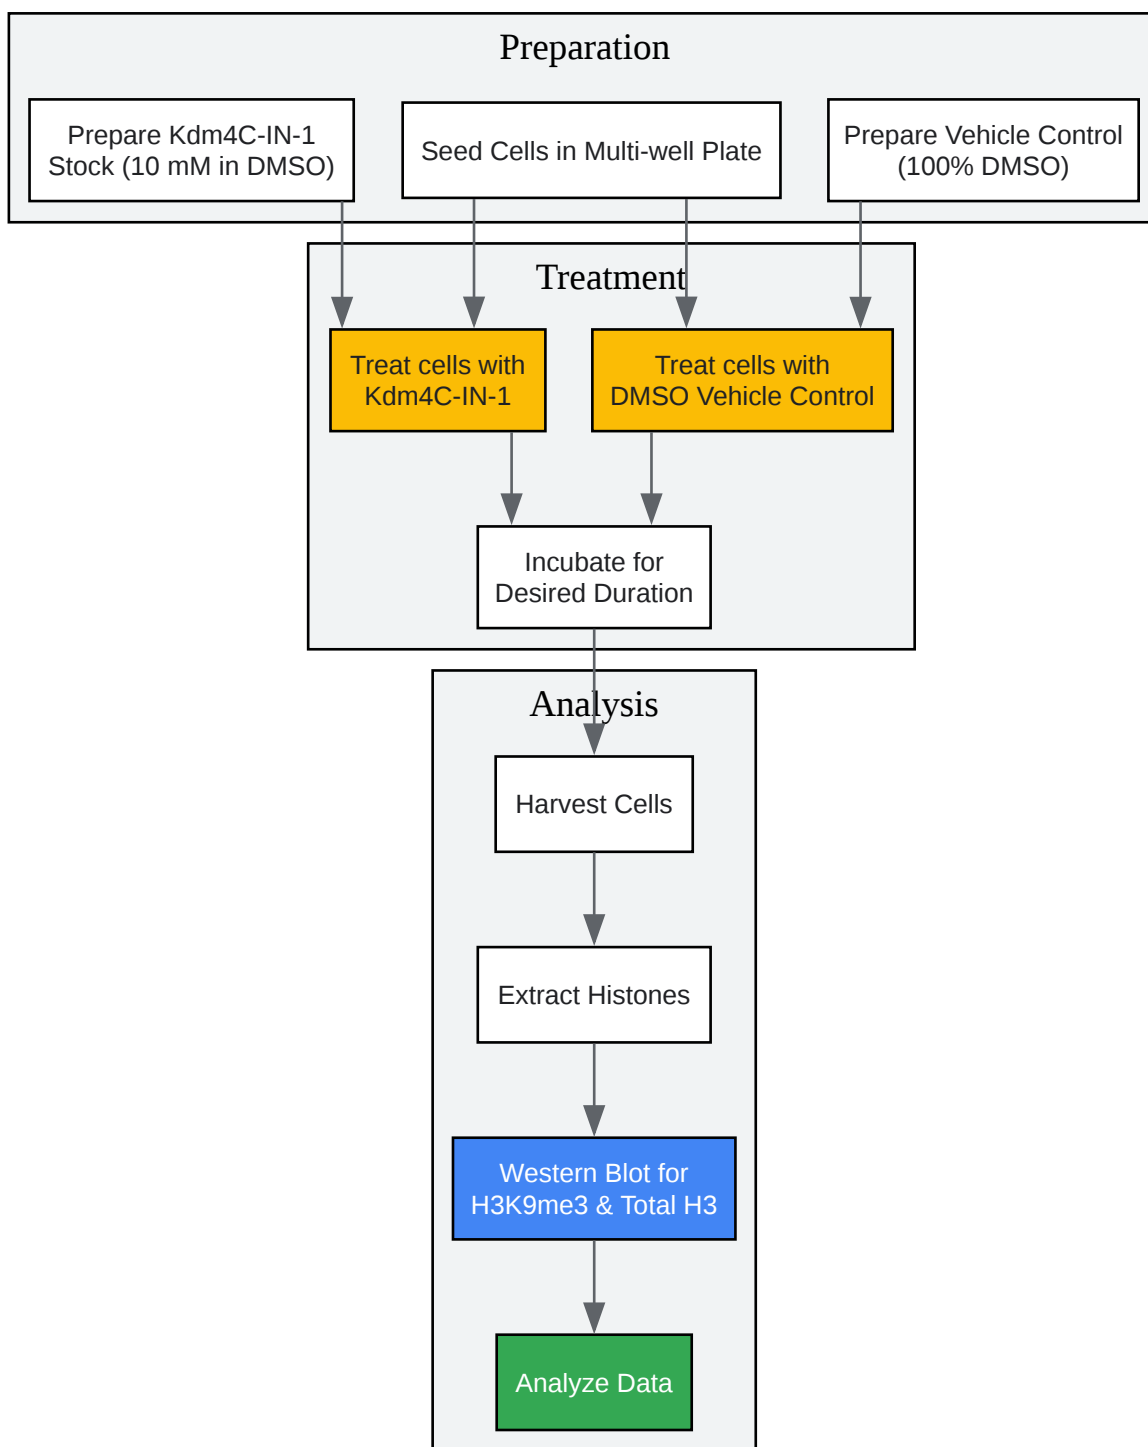 Preparation
Prepare Kdm4C-IN-1
Stock (10 mM in DMSO)
Seed Cells in Multi-well Plate
Prepare Vehicle Control
(100% DMSO)
Treatment
Treat cells with
Kdm4C-IN-1
Treat cells with
DMSO Vehicle Control
Incubate for
Desired Duration
Analysis
Harvest Cells
Extract Histones
Western Blot for
H3K9me3 & Total H3
Analyze Data